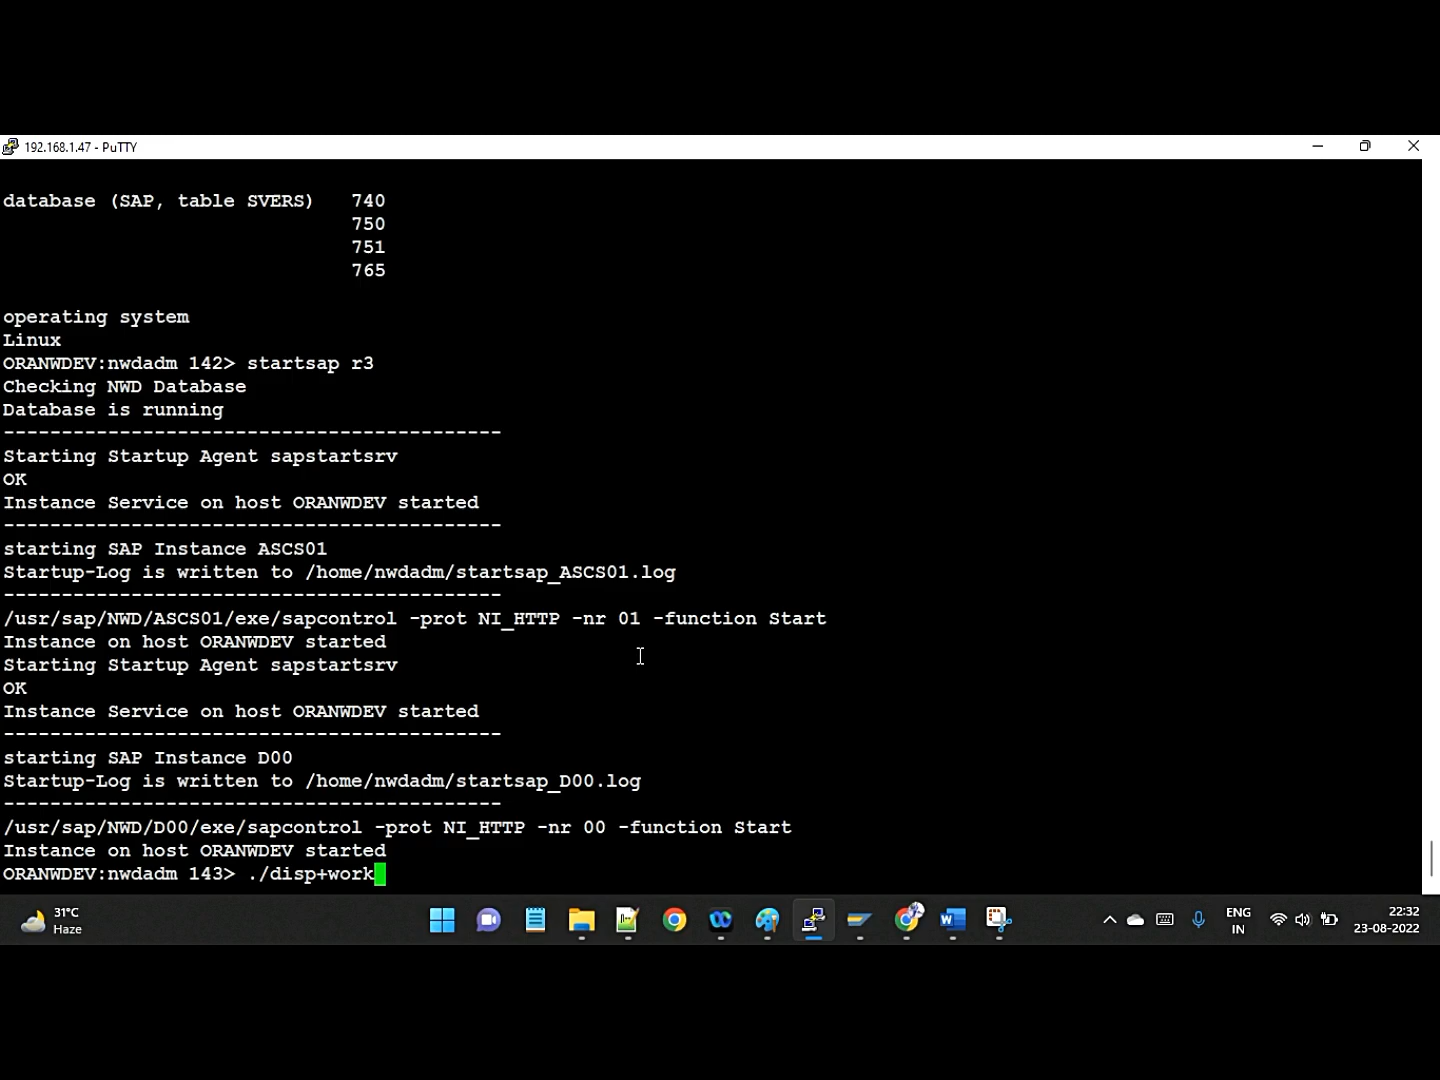 192.168.1.47 - PuTTY
database (SAP, table SVERS)   740
750
751
765
operating system
Linux
ORANWDEV:nwdadm 142> startsap r3
Checking NWD Database
Database is running
-------------------------------------------
Starting Startup Agent sapstartsrv
OK
Instance Service on host ORANWDEV started
-------------------------------------------
starting SAP Instance ASCS01
Startup-Log is written to /home/nwdadm/startsap_ASCS01.log
-------------------------------------------
/usr/sap/NWD/ASCS01/exe/sapcontrol -prot NI_HTTP -nr 01 -function Start
Instance on host ORANWDEV started
Starting Startup Agent sapstartsrv
OK
Instance Service on host ORANWDEV started
-------------------------------------------
starting SAP Instance D00
Startup-Log is written to /home/nwdadm/startsap_D00.log
-------------------------------------------
/usr/sap/NWD/D00/exe/sapcontrol -prot NI_HTTP -nr 00 -function Start
Instance on host ORANWDEV started
ORANWDEV:nwdadm 143> ./disp+work
31°C
Haze
ENG
IN
22:32
23-08-2022